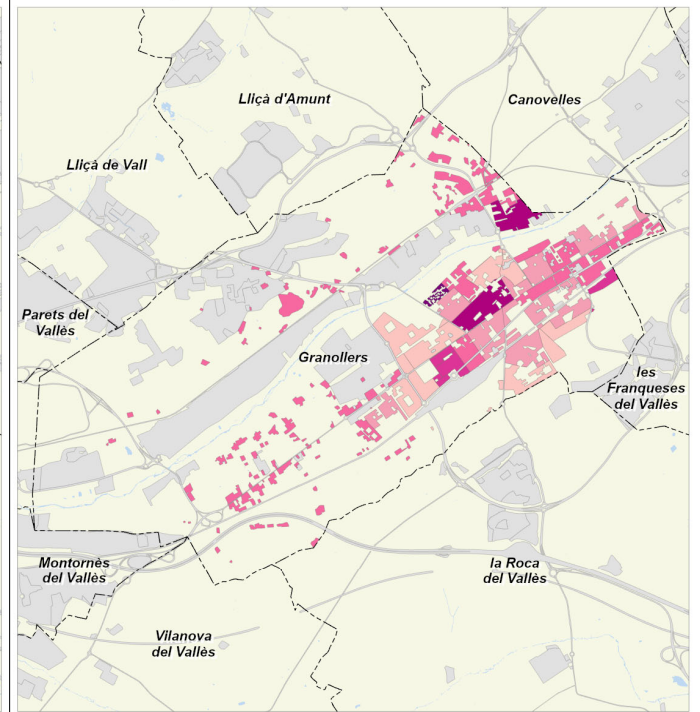 Lliçà d'Amunt
Canovelles
Lliçà de Vall
Parets del
Vallès
Granollers
les
Franqueses
del Vallès
Montornès
del Vallès
la Roca
del Vallès
Vilanova
del Vallès